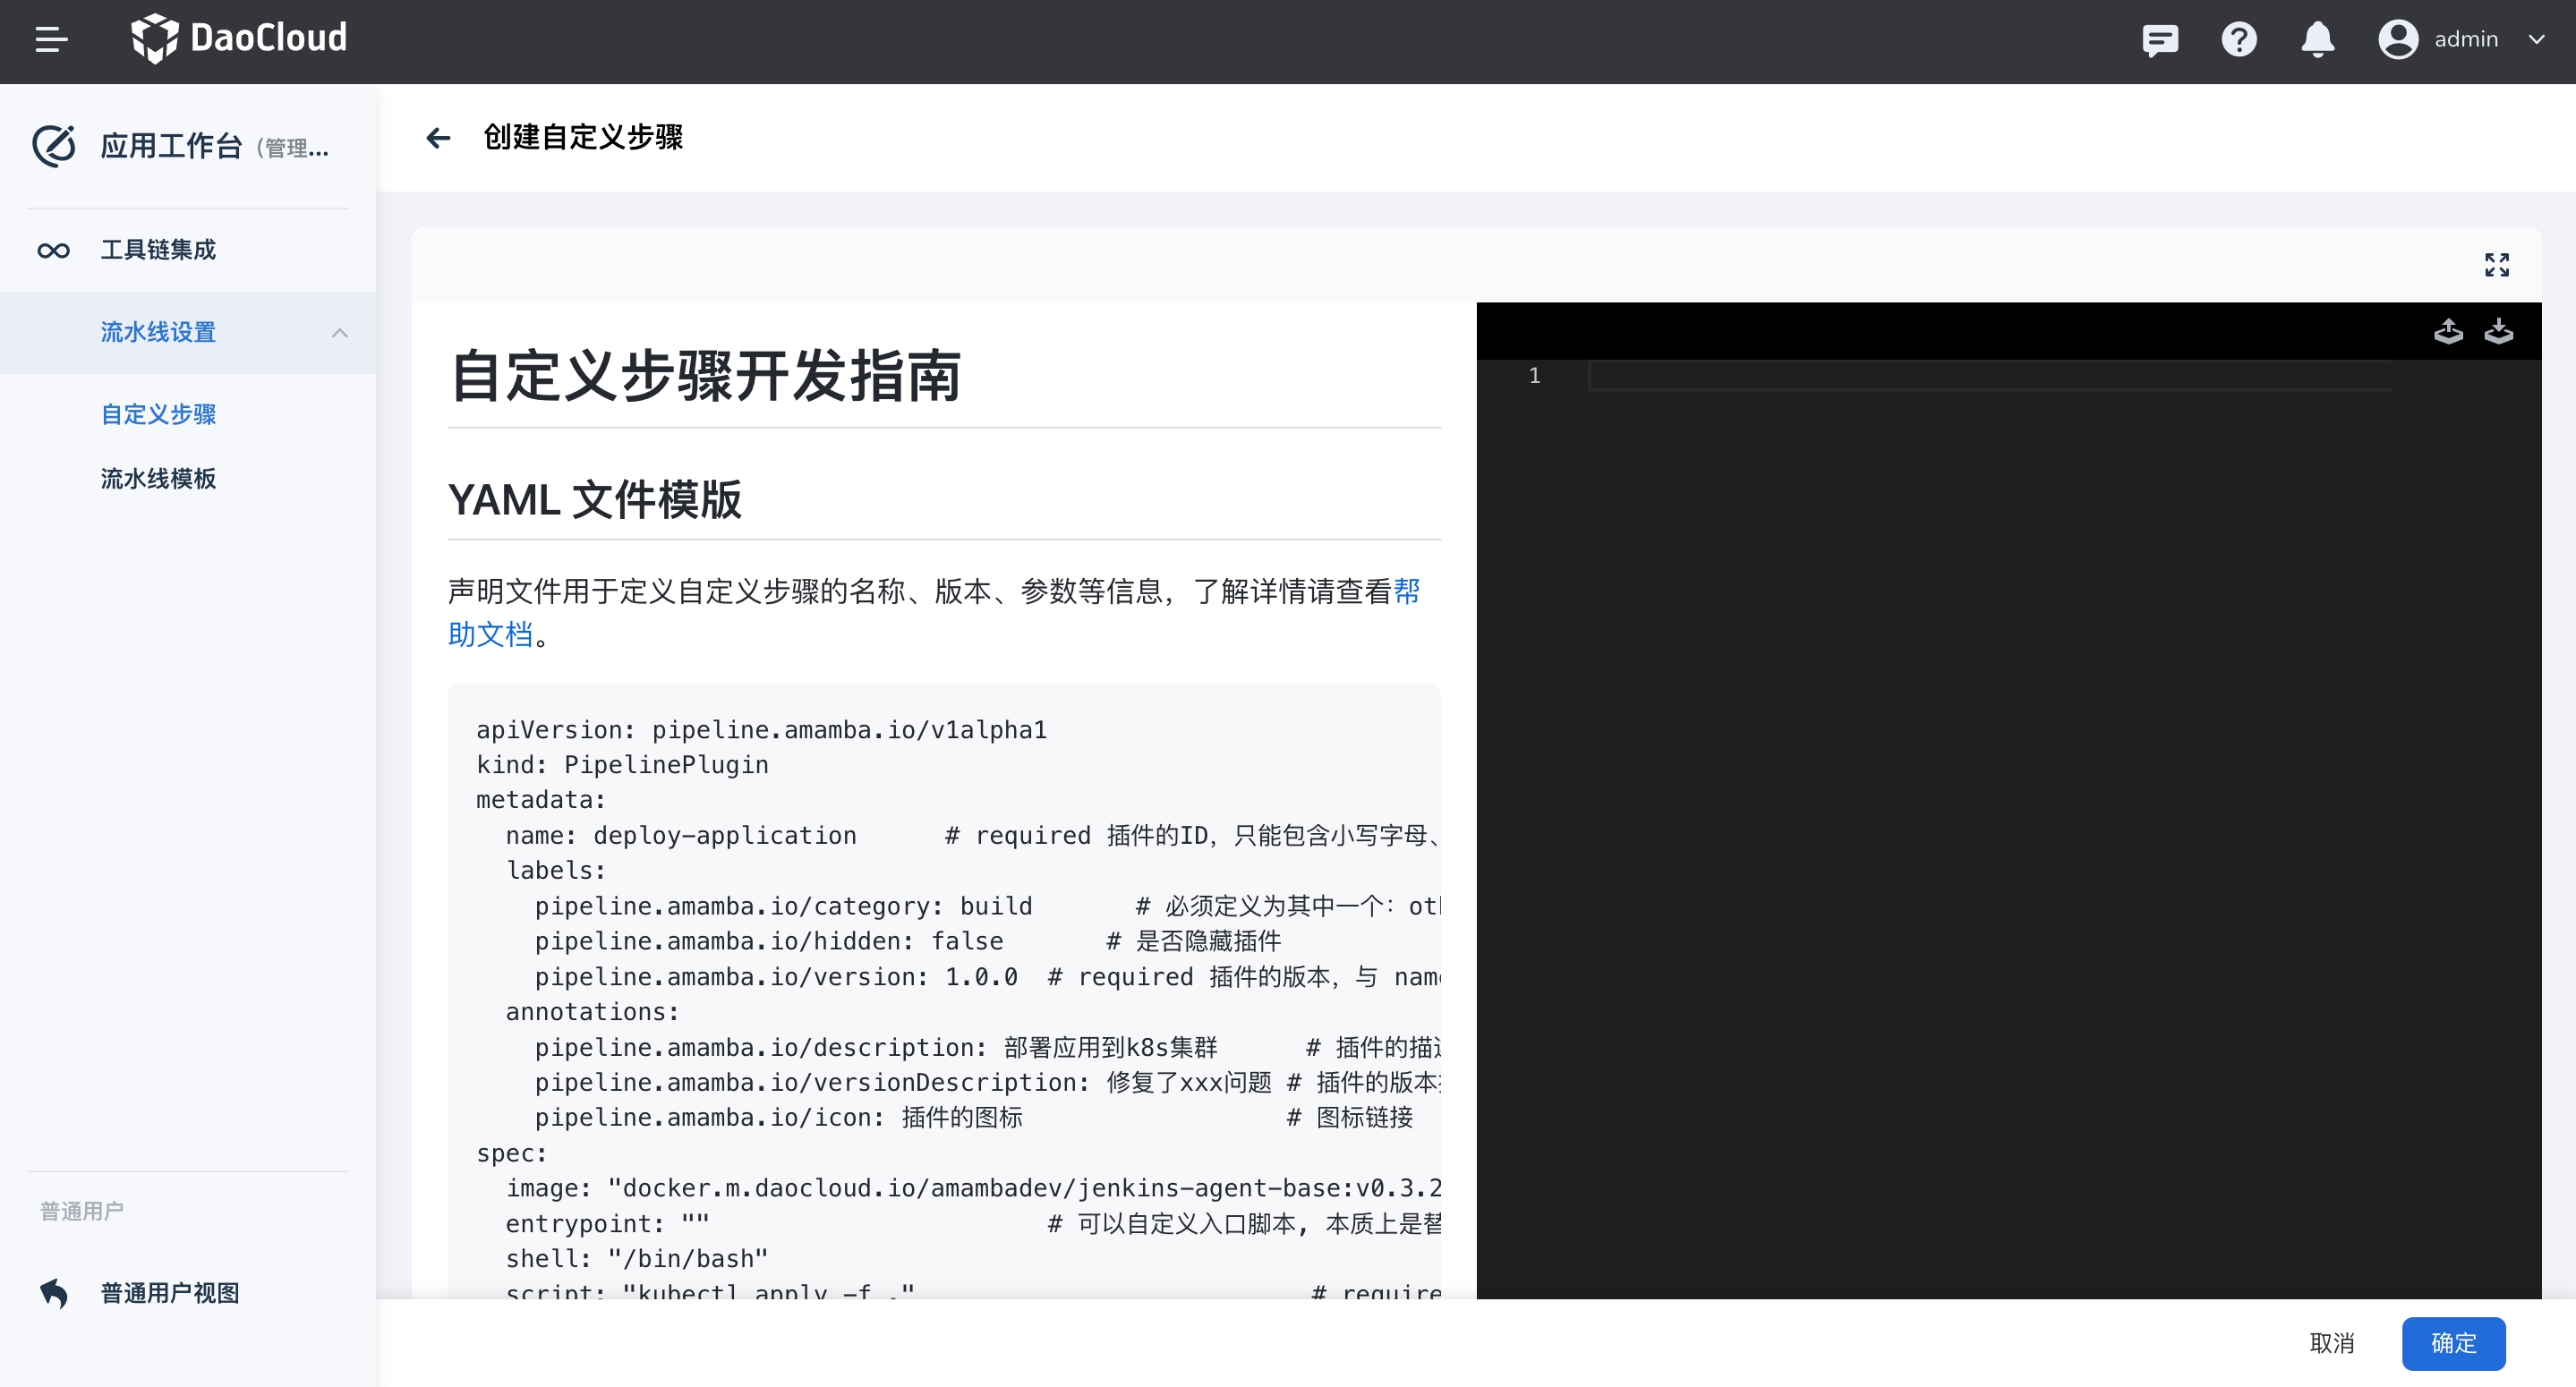 DaoCloud
admin
应用工作台（管理...
工具链集成
流水线设置
自定义步骤
流水线模板
普通用户
普通用户视图
创建自定义步骤
自定义步骤开发指南
YAML 文件模版
声明文件用于定义自定义步骤的名称、版本、参数等信息，了解详情请查看帮
助文档。
apiVersion: pipeline.amamba.io/v1alpha1
kind: PipelinePlugin
metadata:
  name: deploy-application      # required 插件的ID，只能包含小写字母、
  labels:
    pipeline.amamba.io/category: build       # 必须定义为其中一个：ot
    pipeline.amamba.io/hidden: false       # 是否隐藏插件
    pipeline.amamba.io/version: 1.0.0  # required 插件的版本，与 nam
  annotations:
    pipeline.amamba.io/description: 部署应用到k8s集群      # 插件的描
    pipeline.amamba.io/versionDescription: 修复了xxx问题 # 插件的版本
    pipeline.amamba.io/icon: 插件的图标                  # 图标链接
spec:
  image: "docker.m.daocloud.io/amambadev/jenkins-agent-base:v0.3.2
  entrypoint: ""                       # 可以自定义入口脚本, 本质上是替
  shell: "/bin/bash"
  script: "kubectl apply -f ."                           # require
1
取消
确定